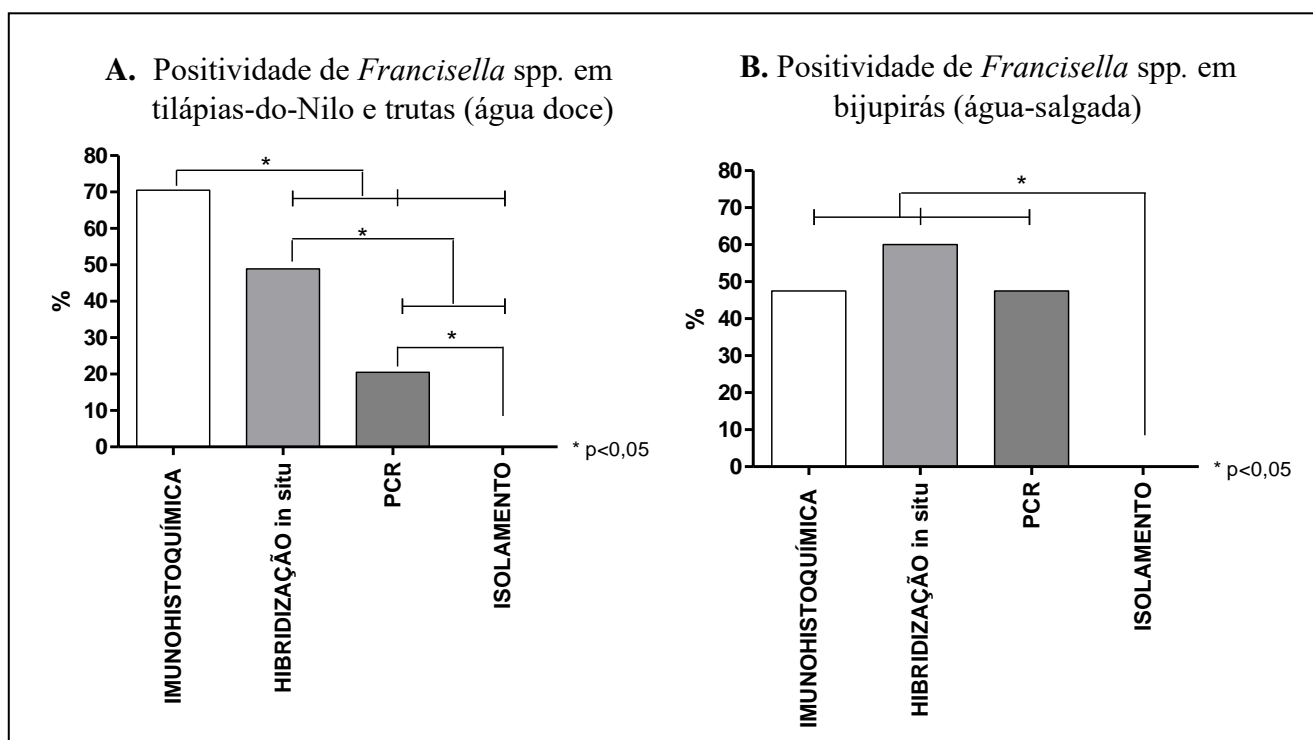 A. Positividade de Francisella spp. em
tilápias-do-Nilo e trutas (água doce)
80
70
60
50
40
30
20
10
0
%
*
*
*
* p<0,05
IMUNOHISTOQUÍMICA
HIBRIDIZAÇÃO in situ
PCR
ISOLAMENTO
B. Positividade de Francisella spp. em
bijupirás (água-salgada)
80
70
60
50
40
30
20
10
0
%
*
* p<0,05
IMUNOHISTOQUÍMICA
HIBRIDIZAÇÃO in situ
PCR
ISOLAMENTO